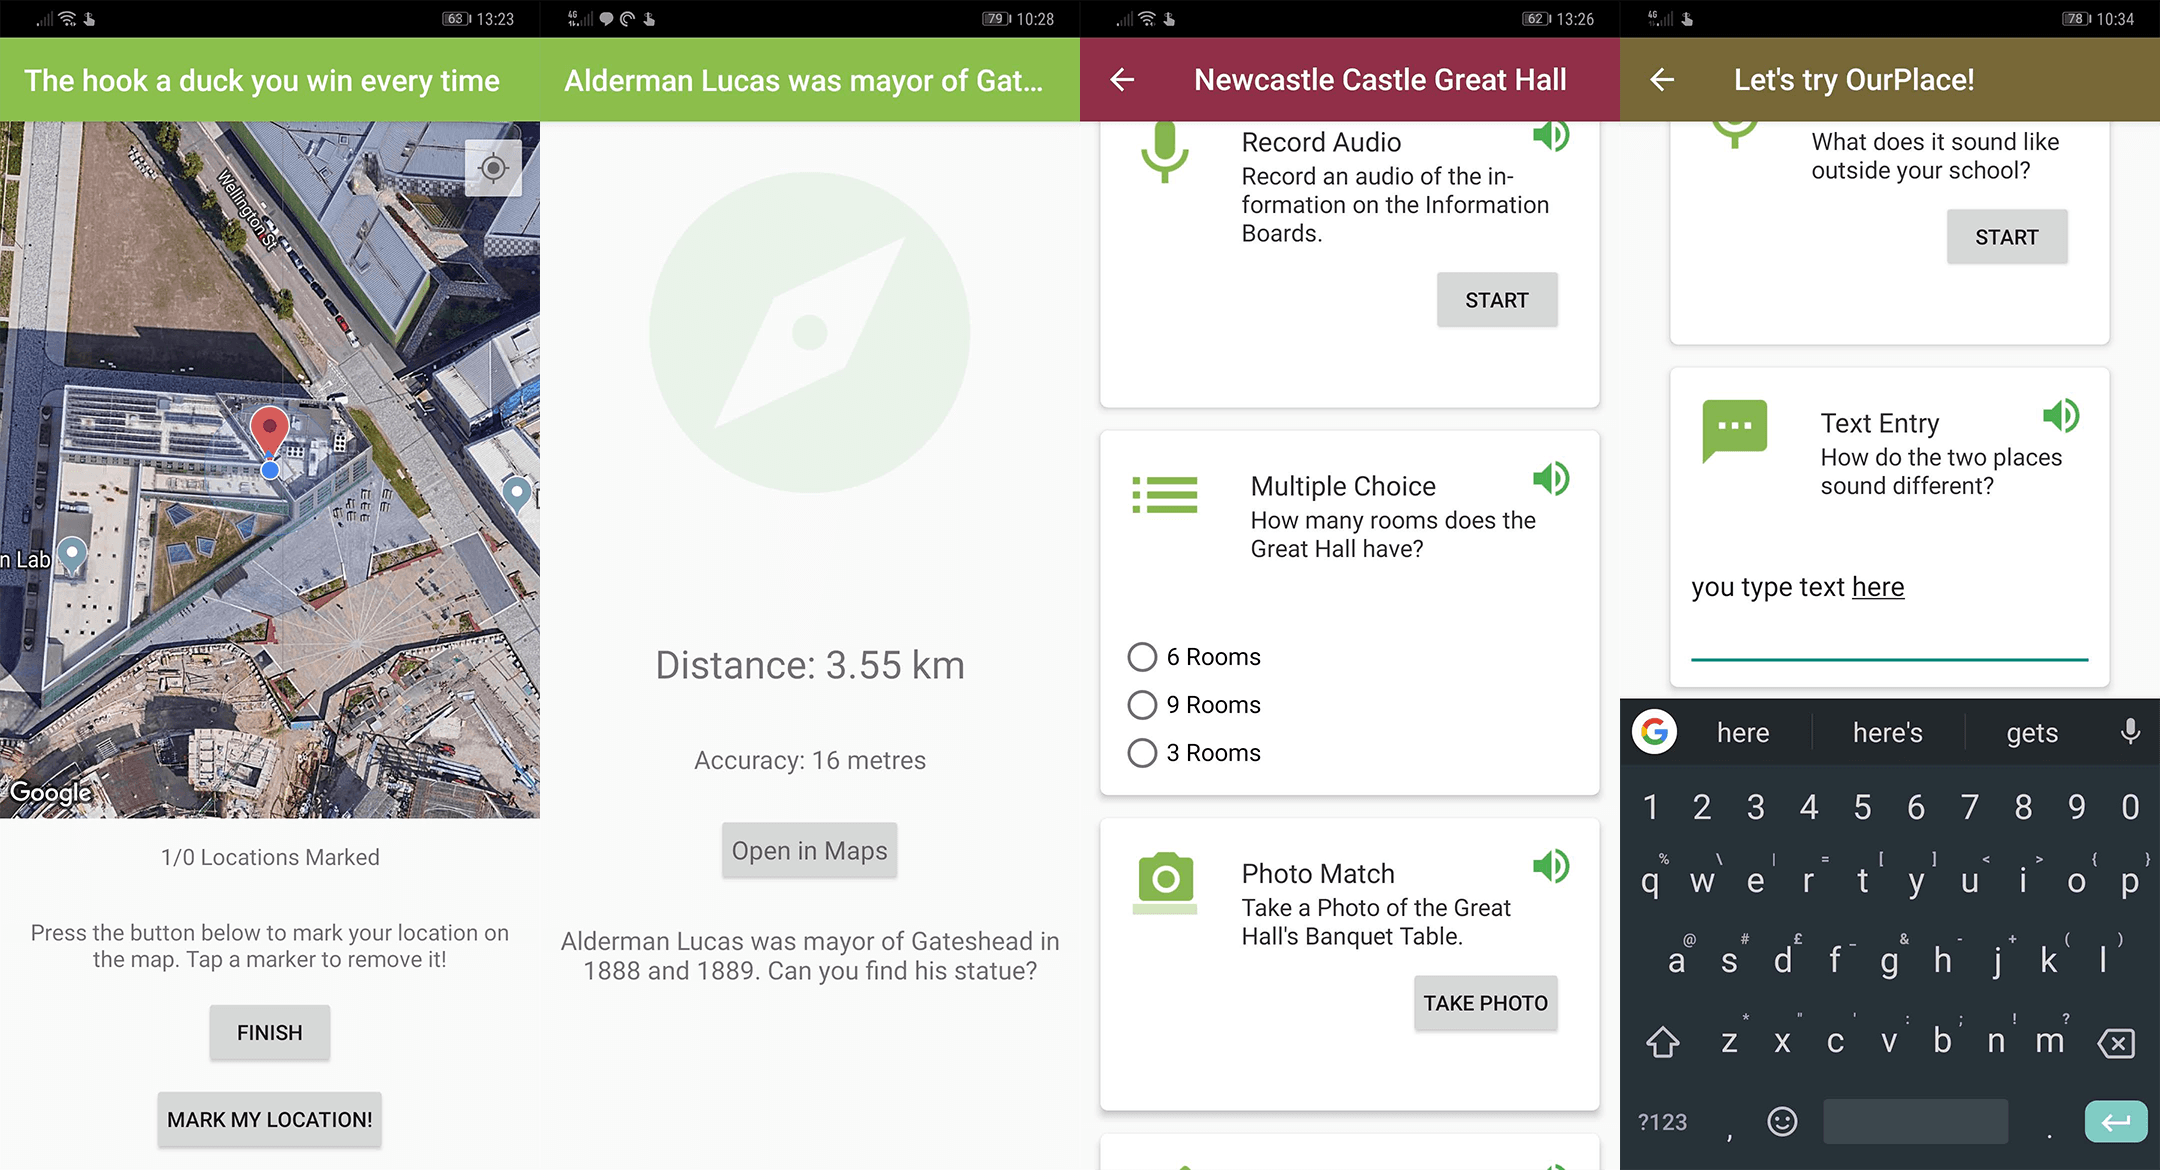 63 13:23
The hook a duck you win every time
Wellington St
n Lab
Google
1/0 Locations Marked
Press the button below to mark your location on
the map. Tap a marker to remove it!
FINISH
MARK MY LOCATION!
4G 79 10:28
Alderman Lucas was mayor of Gat...
Distance: 3.55 km
Accuracy: 16 metres
Open in Maps
Alderman Lucas was mayor of Gateshead in
1888 and 1889. Can you find his statue?
62 13:26
Newcastle Castle Great Hall
Record Audio
Record an audio of the in-
formation on the Information
Boards.
START
Multiple Choice
How many rooms does the
Great Hall have?
6 Rooms
9 Rooms
3 Rooms
Photo Match
Take a Photo of the Great
Hall's Banquet Table.
TAKE PHOTO
4G 78 10:34
Let's try OurPlace!
What does it sound like
outside your school?
START
Text Entry
How do the two places
sound different?
you type text here
G here here's gets
1 2 3 4 5 6 7 8 9 0
% \ | = [ ] < > { }
q w e r t y u i o p
@ # £ _ & - + ( )
a s d f g h j k l
* " ' : ; ! ?
z x c v b n m
?123 , .